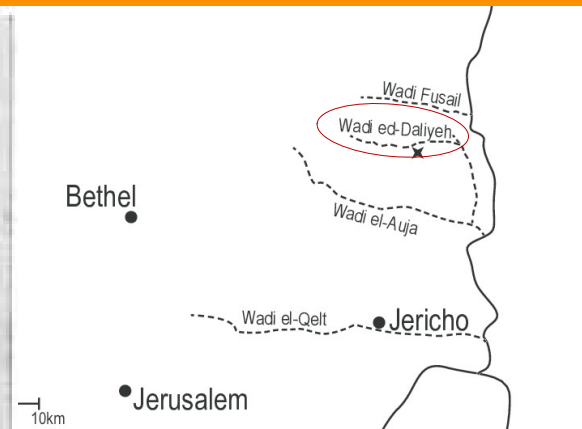 Wadi Fusail
Wadi ed-Daliyeh
Bethel
Wadi el-Auja
Wadi el-Qelt
Jericho
Jerusalem
10km